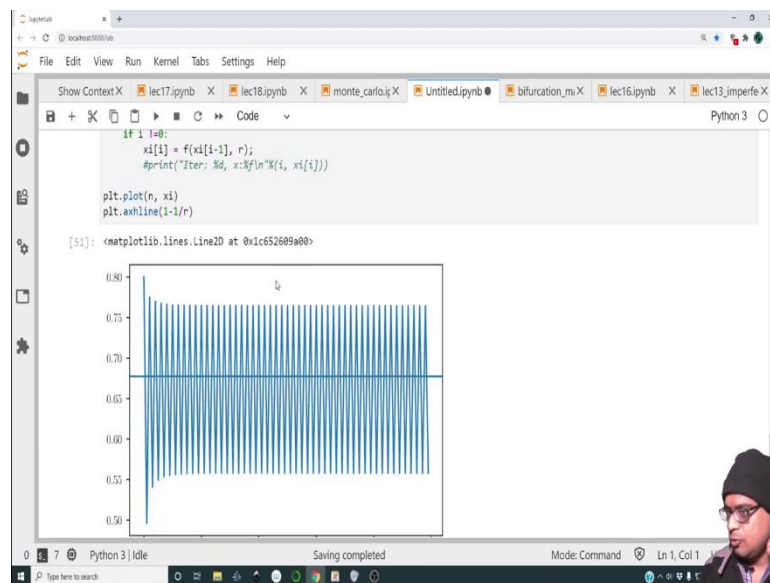 JupyterLab
localhost:8888/lab
File Edit View Run Kernel Tabs Settings Help
Show Context lec17.ipynb lec18.ipynb monte_carlo.ip Untitled.ipynb bifurcation_m lec16.ipynb lec13_imperfe
Code Python 3
if i !=0:
xi[i] = f(xi[i-1], r);
#print("Iter: %d, x:%f\n"%(i, xi[i]))
plt.plot(n, xi)
plt.axhline(1-1/r)
[51]: <matplotlib.lines.Line2D at 0x1c652609a00>
0.80
0.75
0.70
0.65
0.60
0.55
0.50
0 7 Python 3 | Idle Saving completed Mode: Command Ln 1, Col 1
Type here to search